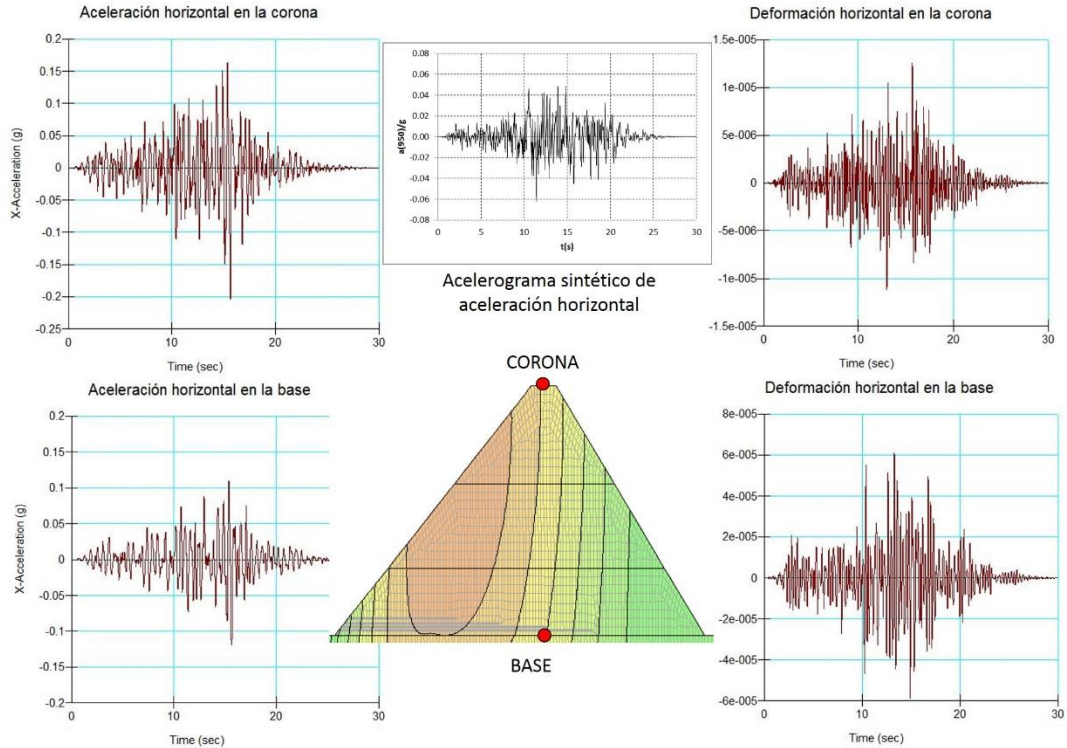 Aceleración horizontal en la corona
0.2
0.15
0.1
0.05
0
-0.05
-0.1
-0.15
-0.2
-0.25
X-Acceleration (g)
0 10 20 30
Time (sec)
0.08
0.06
0.04
0.02
0.00
-0.02
-0.04
-0.06
-0.08
a(950)/g
0 5 10 15 20 25 30
t(s)
Acelerograma sintético de
aceleración horizontal
Deformación horizontal en la corona
1.5e-005
1e-005
5e-006
0
-5e-006
-1e-005
-1.5e-005
0 10 20 30
Time (sec)
Aceleración horizontal en la base
0.2
0.15
0.1
0.05
0
-0.05
-0.1
-0.15
-0.2
X-Acceleration (g)
0 10 20 30
Time (sec)
CORONA
BASE
Deformación horizontal en la base
8e-005
6e-005
4e-005
2e-005
0
-2e-005
-4e-005
-6e-005
0 10 20 30
Time (sec)